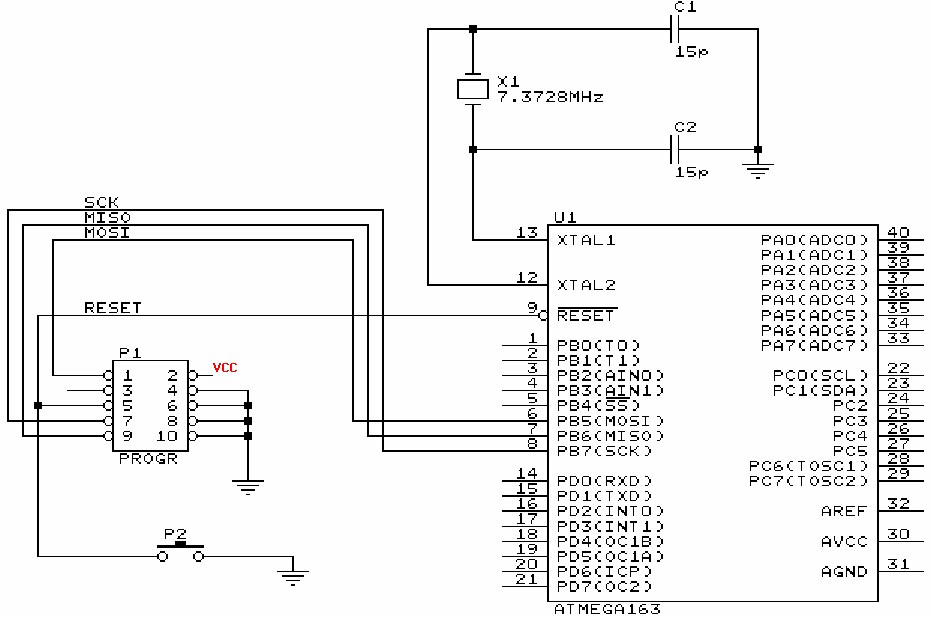 C1
15p
X1
7.3728MHz
C2
15p
SCK
MISO
MOSI
RESET
P1
1 2 VCC
3 4
5 6
7 8
9 10
PROGR
P2
U1
13 XTAL1
12 XTAL2
9 RESET
1 PB0(T0)
2 PB1(T1)
3 PB2(AIN0)
4 PB3(AIN1)
5 PB4(SS)
6 PB5(MOSI)
7 PB6(MISO)
8 PB7(SCK)
14 PD0(RXD)
15 PD1(TXD)
16 PD2(INT0)
17 PD3(INT1)
18 PD4(OC1B)
19 PD5(OC1A)
20 PD6(ICP)
21 PD7(OC2)
PA0(ADC0) 40
PA1(ADC1) 39
PA2(ADC2) 38
PA3(ADC3) 37
PA4(ADC4) 36
PA5(ADC5) 35
PA6(ADC6) 34
PA7(ADC7) 33
PC0(SCL) 22
PC1(SDA) 23
PC2 24
PC3 25
PC4 26
PC5 27
PC6(TOSC1) 28
PC7(TOSC2) 29
AREF 32
AVCC 30
AGND 31
ATMEGA163